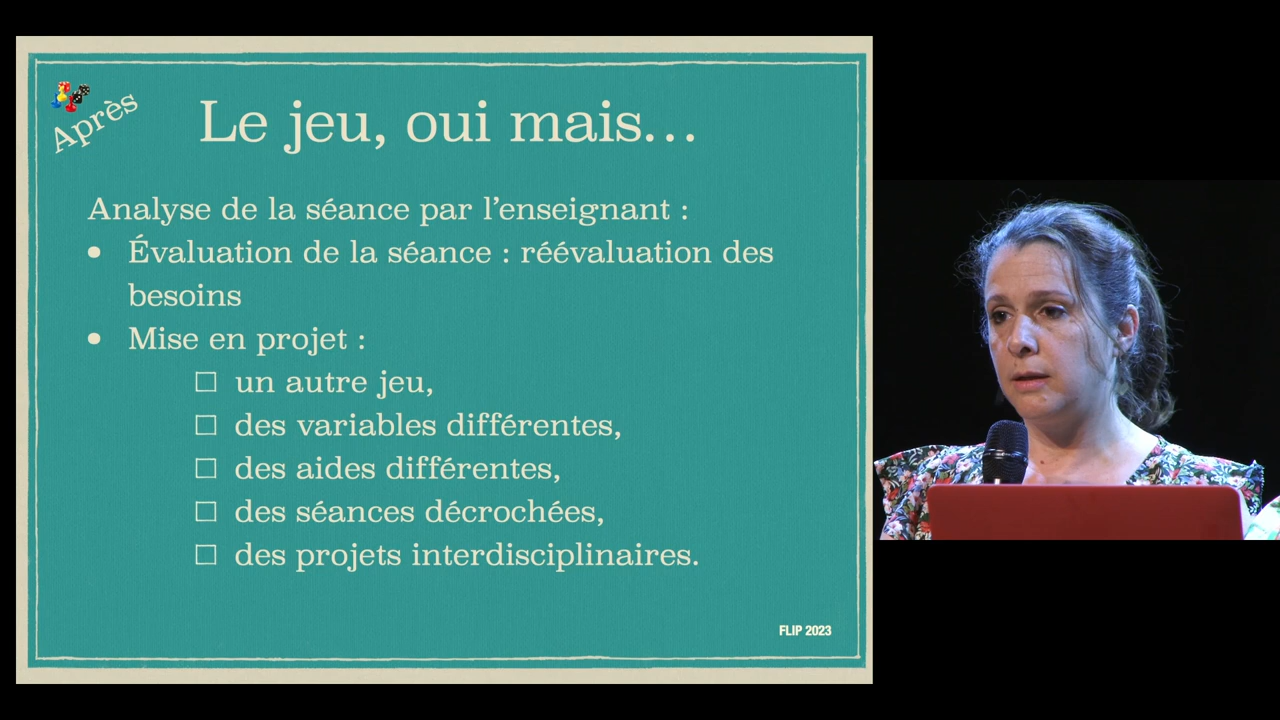 Après
Le jeu, oui mais…
Analyse de la séance par l’enseignant :
• Évaluation de la séance : réévaluation des
besoins
• Mise en projet :
☐ un autre jeu,
☐ des variables différentes,
☐ des aides différentes,
☐ des séances décrochées,
☐ des projets interdisciplinaires.
FLIP 2023